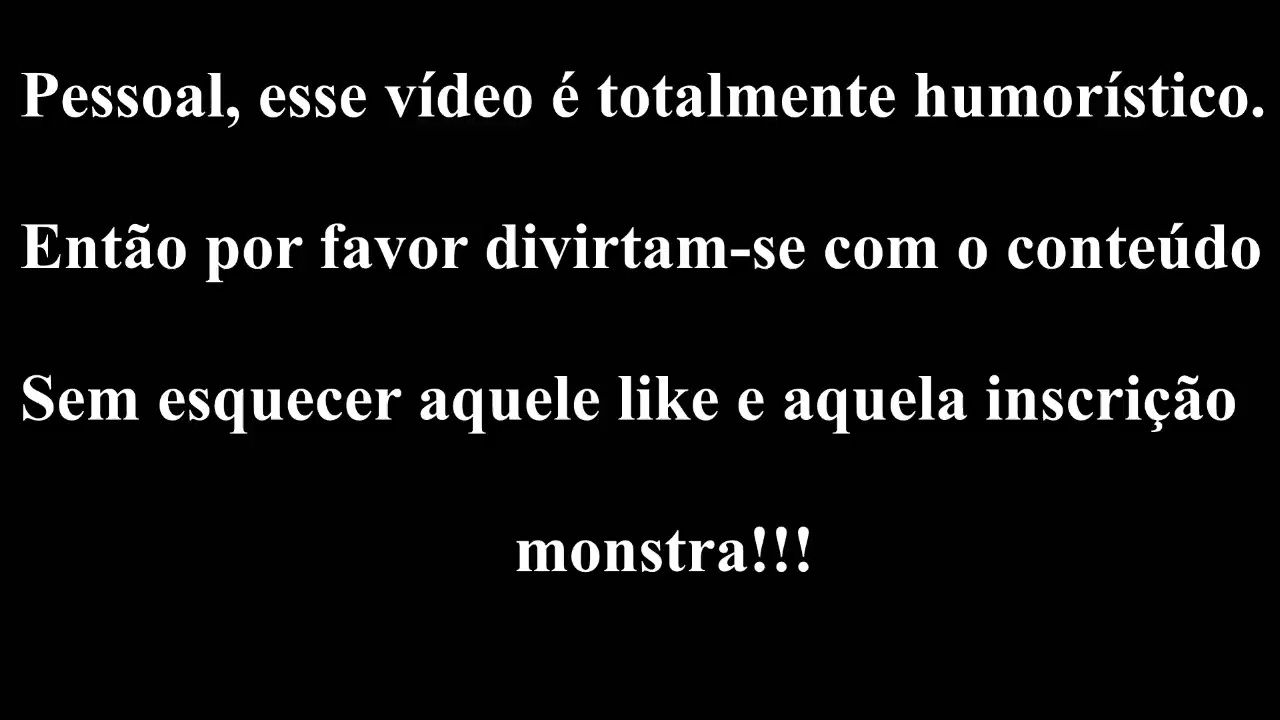 Pessoal, esse vídeo é totalmente humorístico.
Então por favor divirtam-se com o conteúdo
Sem esquecer aquele like e aquela inscrição
monstra!!!